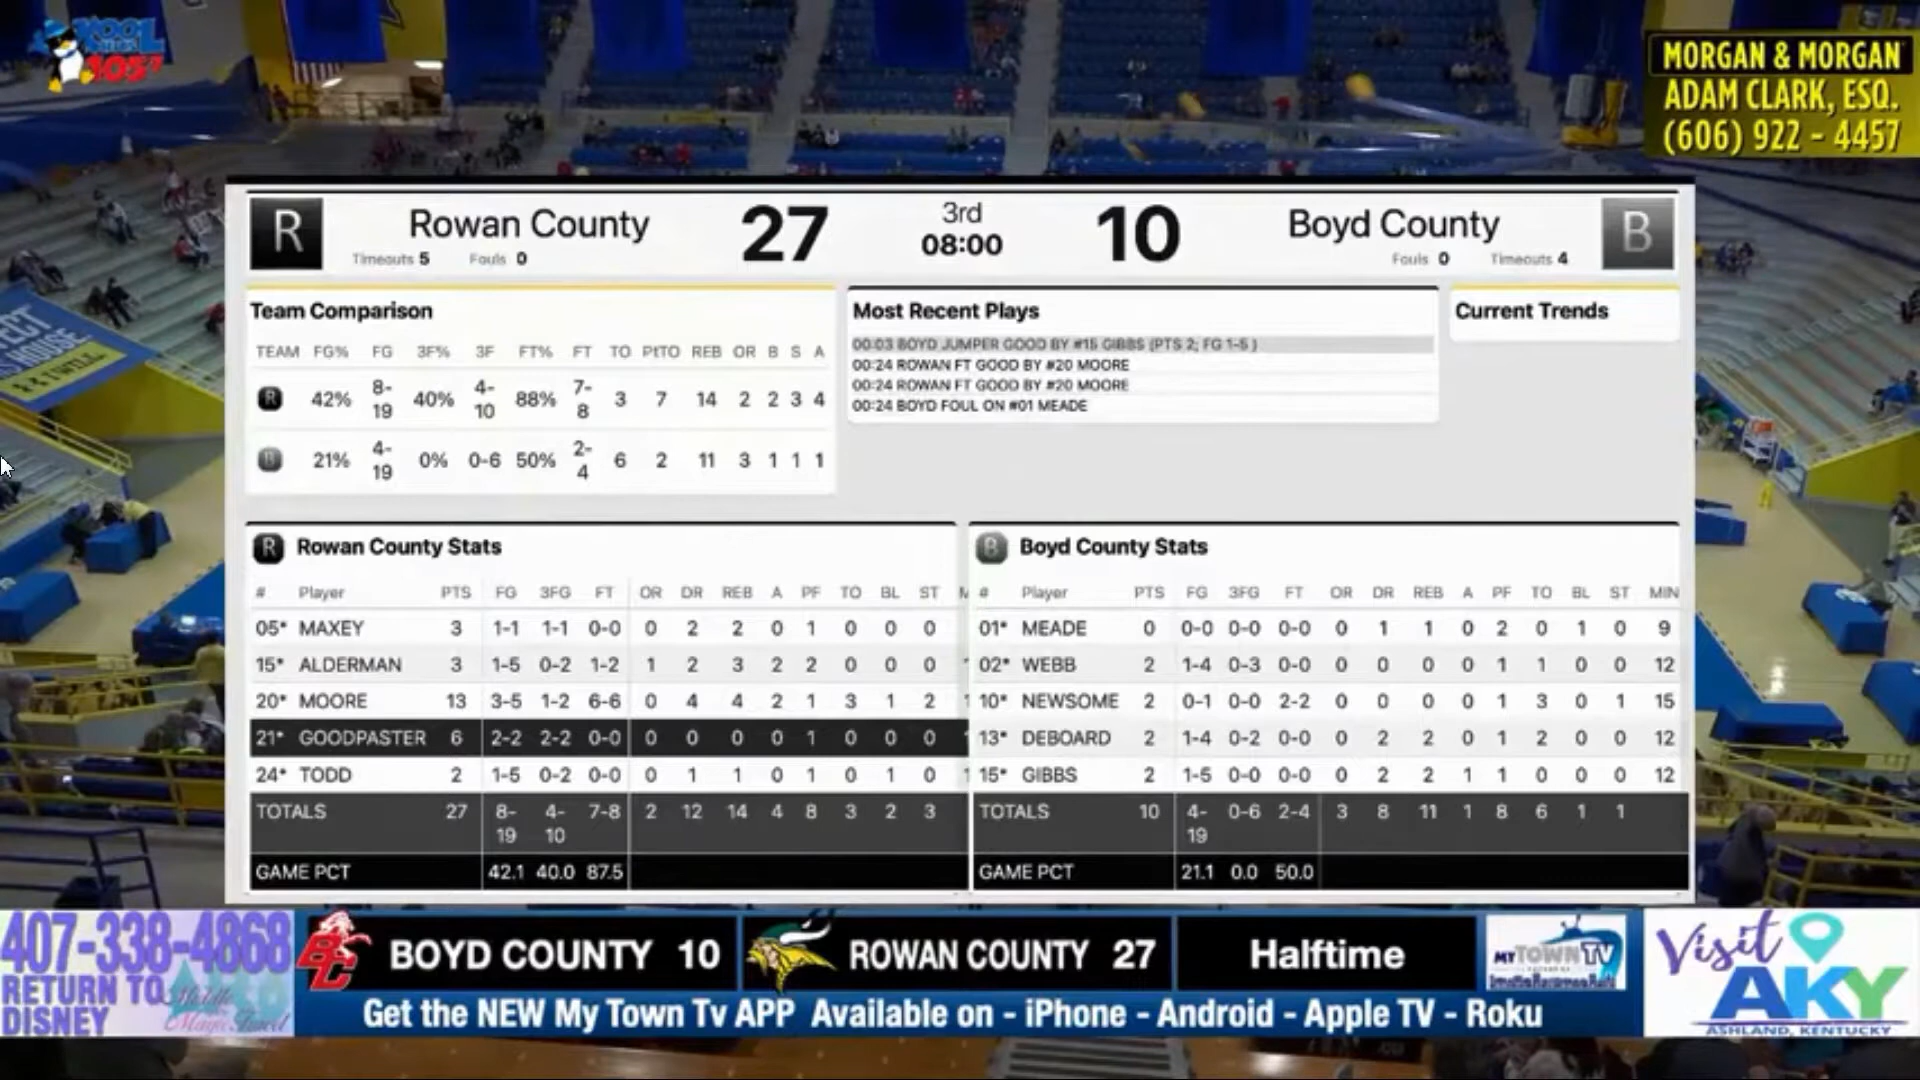 KOOL
105.7
MORGAN & MORGAN
ADAM CLARK, ESQ.
(606) 922 - 4457
R Rowan County 27 3rd 10 Boyd County B
Timeouts 5 Fouls 0 08:00 Fouls 0 Timeouts 4
Team Comparison
TEAM FG% FG 3F% 3F FT% FT TO PtTO REB OR B S A
R 42% 8-19 40% 4-10 88% 7-8 3 7 14 2 2 3 4
B 21% 4-19 0% 0-6 50% 2-4 6 2 11 3 1 1 1
Most Recent Plays
00:03 BOYD JUMPER GOOD BY #15 GIBBS (PTS 2; FG 1-5 )
00:24 ROWAN FT GOOD BY #20 MOORE
00:24 ROWAN FT GOOD BY #20 MOORE
00:24 BOYD FOUL ON #01 MEADE
Current Trends
R Rowan County Stats
# Player PTS FG 3FG FT OR DR REB A PF TO BL ST
05* MAXEY 3 1-1 1-1 0-0 0 2 2 0 1 0 0 0
15* ALDERMAN 3 1-5 0-2 1-2 1 2 3 2 2 0 0 0
20* MOORE 13 3-5 1-2 6-6 0 4 4 2 1 3 1 2
21* GOODPASTER 6 2-2 2-2 0-0 0 0 0 0 1 0 0 0
24* TODD 2 1-5 0-2 0-0 0 1 1 0 1 0 1 0
TOTALS 27 8-19 4-10 7-8 2 12 14 4 8 3 2 3
GAME PCT 42.1 40.0 87.5
B Boyd County Stats
# Player PTS FG 3FG FT OR DR REB A PF TO BL ST MIN
01* MEADE 0 0-0 0-0 0-0 0 1 1 0 2 0 1 0 9
02* WEBB 2 1-4 0-3 0-0 0 0 0 0 1 1 0 0 12
10* NEWSOME 2 0-1 0-0 2-2 0 0 0 0 1 3 0 1 15
13* DEBOARD 2 1-4 0-2 0-0 0 2 2 0 1 2 0 0 12
15* GIBBS 2 1-5 0-0 0-0 0 2 2 1 1 0 0 0 12
TOTALS 10 4-19 0-6 2-4 3 8 11 1 8 6 1 1
GAME PCT 21.1 0.0 50.0
407-338-4868
RETURN TO
DISNEY
BC BOYD COUNTY 10 ROWAN COUNTY 27 Halftime
MY TOWN TV
Get the NEW My Town Tv APP Available on - iPhone - Android - Apple TV - Roku
Visit
AKY
ASHLAND, KENTUCKY